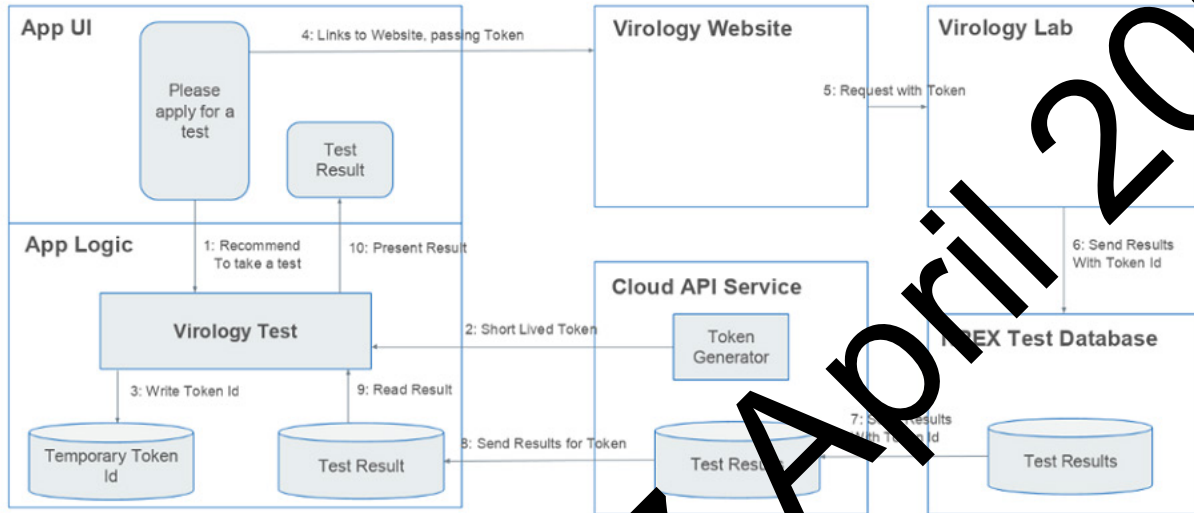 App UI
Please
apply for a
test
4: Links to Website, passing Token
Virology Website
Virology Lab
5: Request with Token
Test
Result
App Logic
1: Recommend
To take a test
10: Present Result
6: Send Results
With Token Id
Virology Test
2: Short Lived Token
Cloud API Service
Token
Generator
Test Database
3: Write Token Id
9: Read Result
Temporary Token
Id
Test Result
8: Send Results for Token
Test
7:
Results
Id
Test Results
April